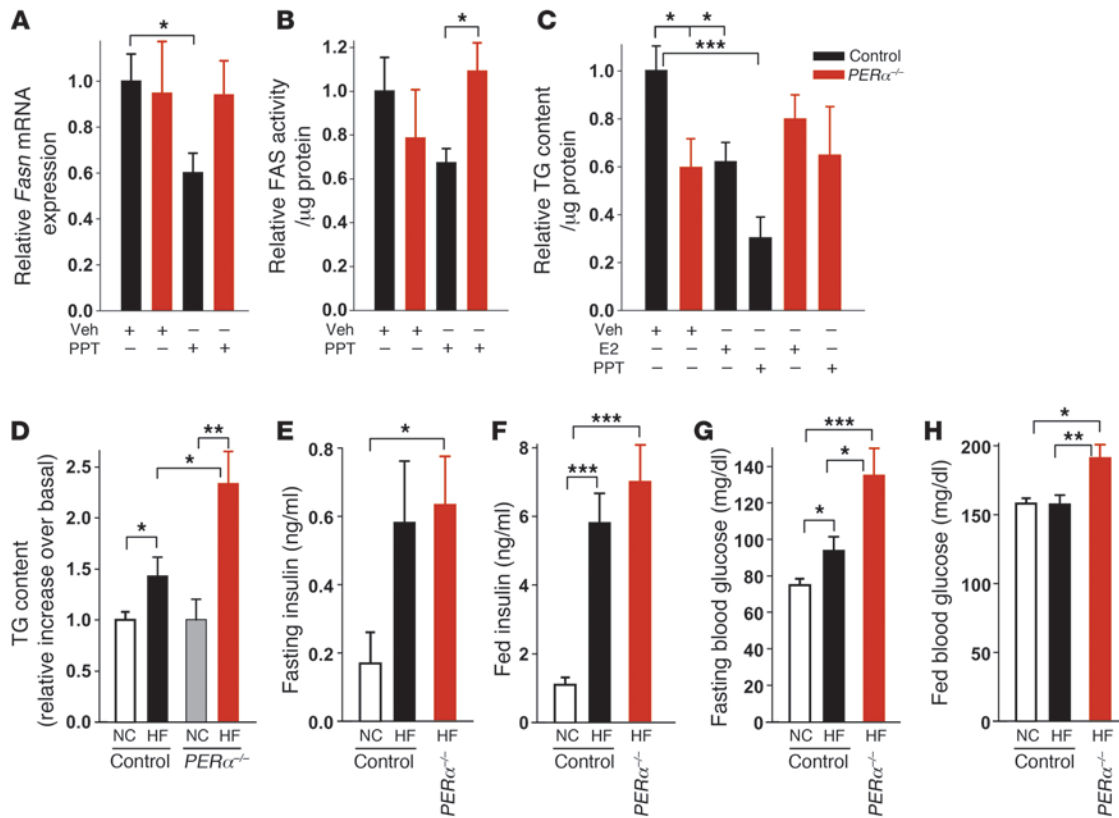 A
Relative Fasn mRNA
expression
1.0
0.8
0.6
0.4
0.2
0.0
*
Veh + + – –
PPT – – + +
B
Relative FAS activity
/µg protein
1.2
1.0
0.8
0.6
0.4
0.2
0.0
*
+ + – –
– – + +
C
Relative TG content
/µg protein
1.0
0.8
0.6
0.4
0.2
0.0
* *
***
Control
PERα–/–
Veh + + – – – –
E2 – – + – + –
PPT – – – + – +
D
TG content
(relative increase over basal)
2.5
2.0
1.5
1.0
0.5
0.0
**
*
*
NC HF NC HF
Control PERα–/–
E
Fasting insulin (ng/ml)
0.8
0.6
0.4
0.2
0.0
*
NC HF HF
Control PERα–/–
F
Fed insulin (ng/ml)
8
6
4
2
0
***
***
NC HF HF
Control PERα–/–
G
Fasting blood glucose (mg/dl)
140
120
100
80
60
40
20
0
***
*
*
NC HF HF
Control PERα–/–
H
Fed blood glucose (mg/dl)
200
150
100
50
0
*
**
NC HF HF
Control PERα–/–